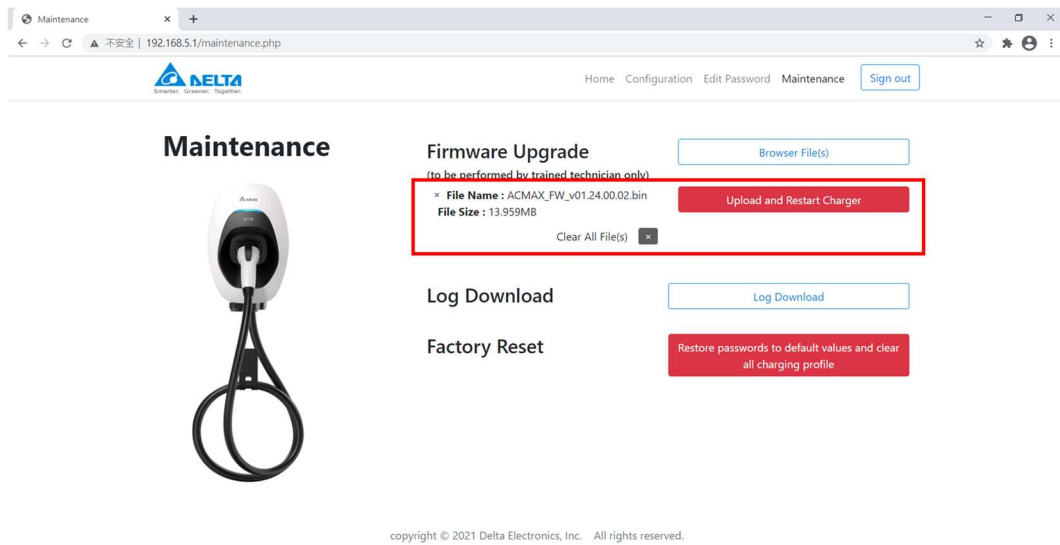 Maintenance
不安全 | 192.168.5.1/maintenance.php
DELTA
Smarter. Greener. Together.
Home Configuration Edit Password Maintenance Sign out
Maintenance
Firmware Upgrade
Browser File(s)
(to be performed by trained technician only)
× File Name : ACMAX_FW_v01.24.00.02.bin
Upload and Restart Charger
File Size : 13.959MB
Clear All File(s) ×
Log Download
Log Download
Factory Reset
Restore passwords to default values and clear
all charging profile
copyright © 2021 Delta Electronics, Inc. All rights reserved.